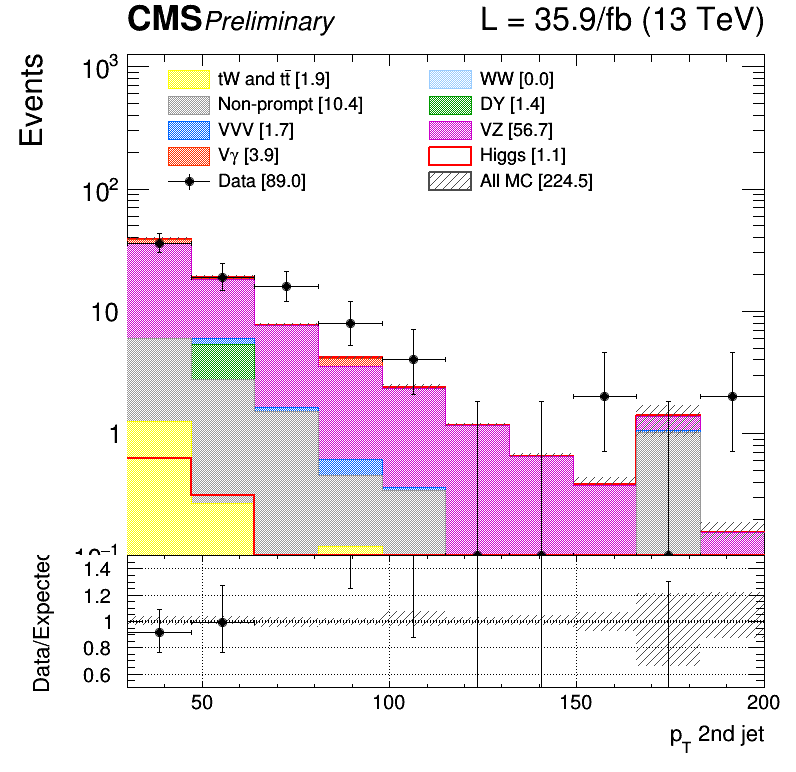 CMS Preliminary L = 35.9/fb (13 TeV)
Events
10³
10²
10
1
10⁻¹
tW and tt̄ [1.9]
Non-prompt [10.4]
VVV [1.7]
Vγ [3.9]
Data [89.0]
WW [0.0]
DY [1.4]
VZ [56.7]
Higgs [1.1]
All MC [224.5]
Data/Expected
1.4
1.2
1
0.8
0.6
50 100 150 200
p_T 2nd jet